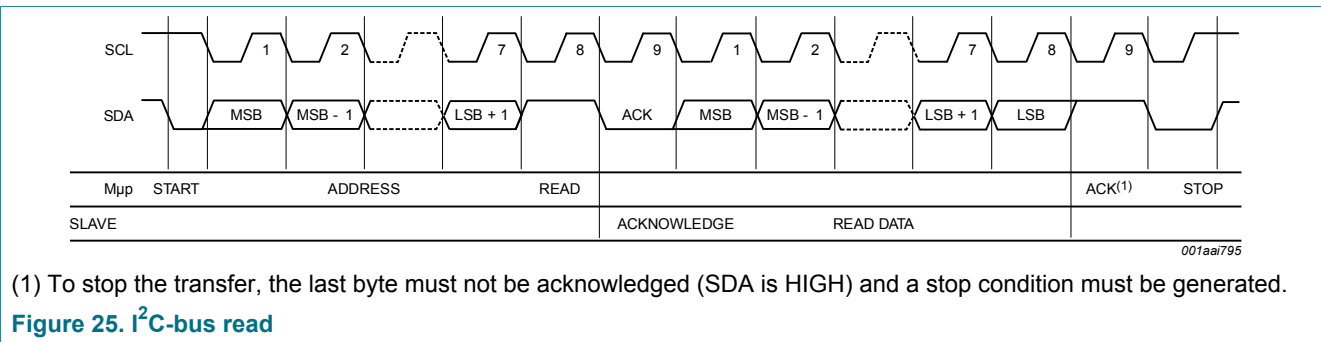 SCL 1 2 7 8 9 1 2 7 8 9
SDA MSB MSB - 1 LSB + 1 ACK MSB MSB - 1 LSB + 1 LSB
Mμp START ADDRESS READ ACK(1) STOP
SLAVE ACKNOWLEDGE READ DATA
001aai795
(1) To stop the transfer, the last byte must not be acknowledged (SDA is HIGH) and a stop condition must be generated.
Figure 25. I2C-bus read